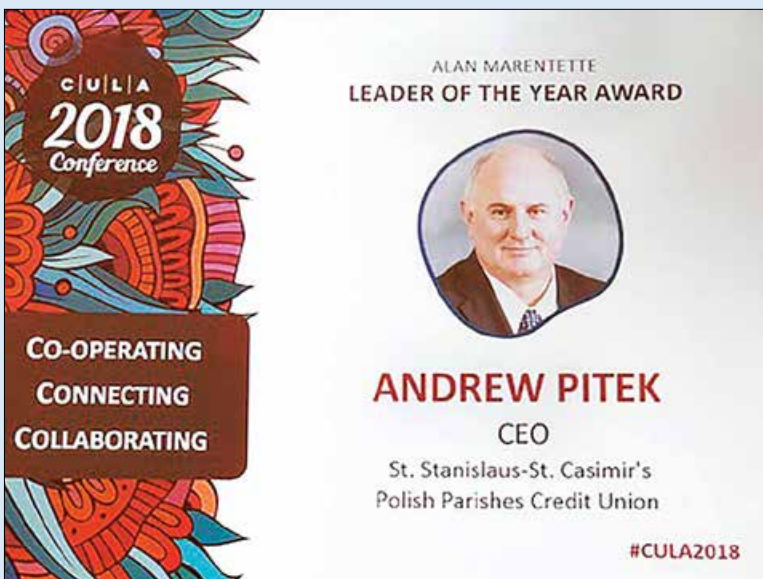 C|U|L|A
2018
Conference
CO-OPERATING
CONNECTING
COLLABORATING
ALAN MARENTETTE
LEADER OF THE YEAR AWARD
ANDREW PITEK
CEO
St. Stanislaus-St. Casimir's
Polish Parishes Credit Union
#CULA2018